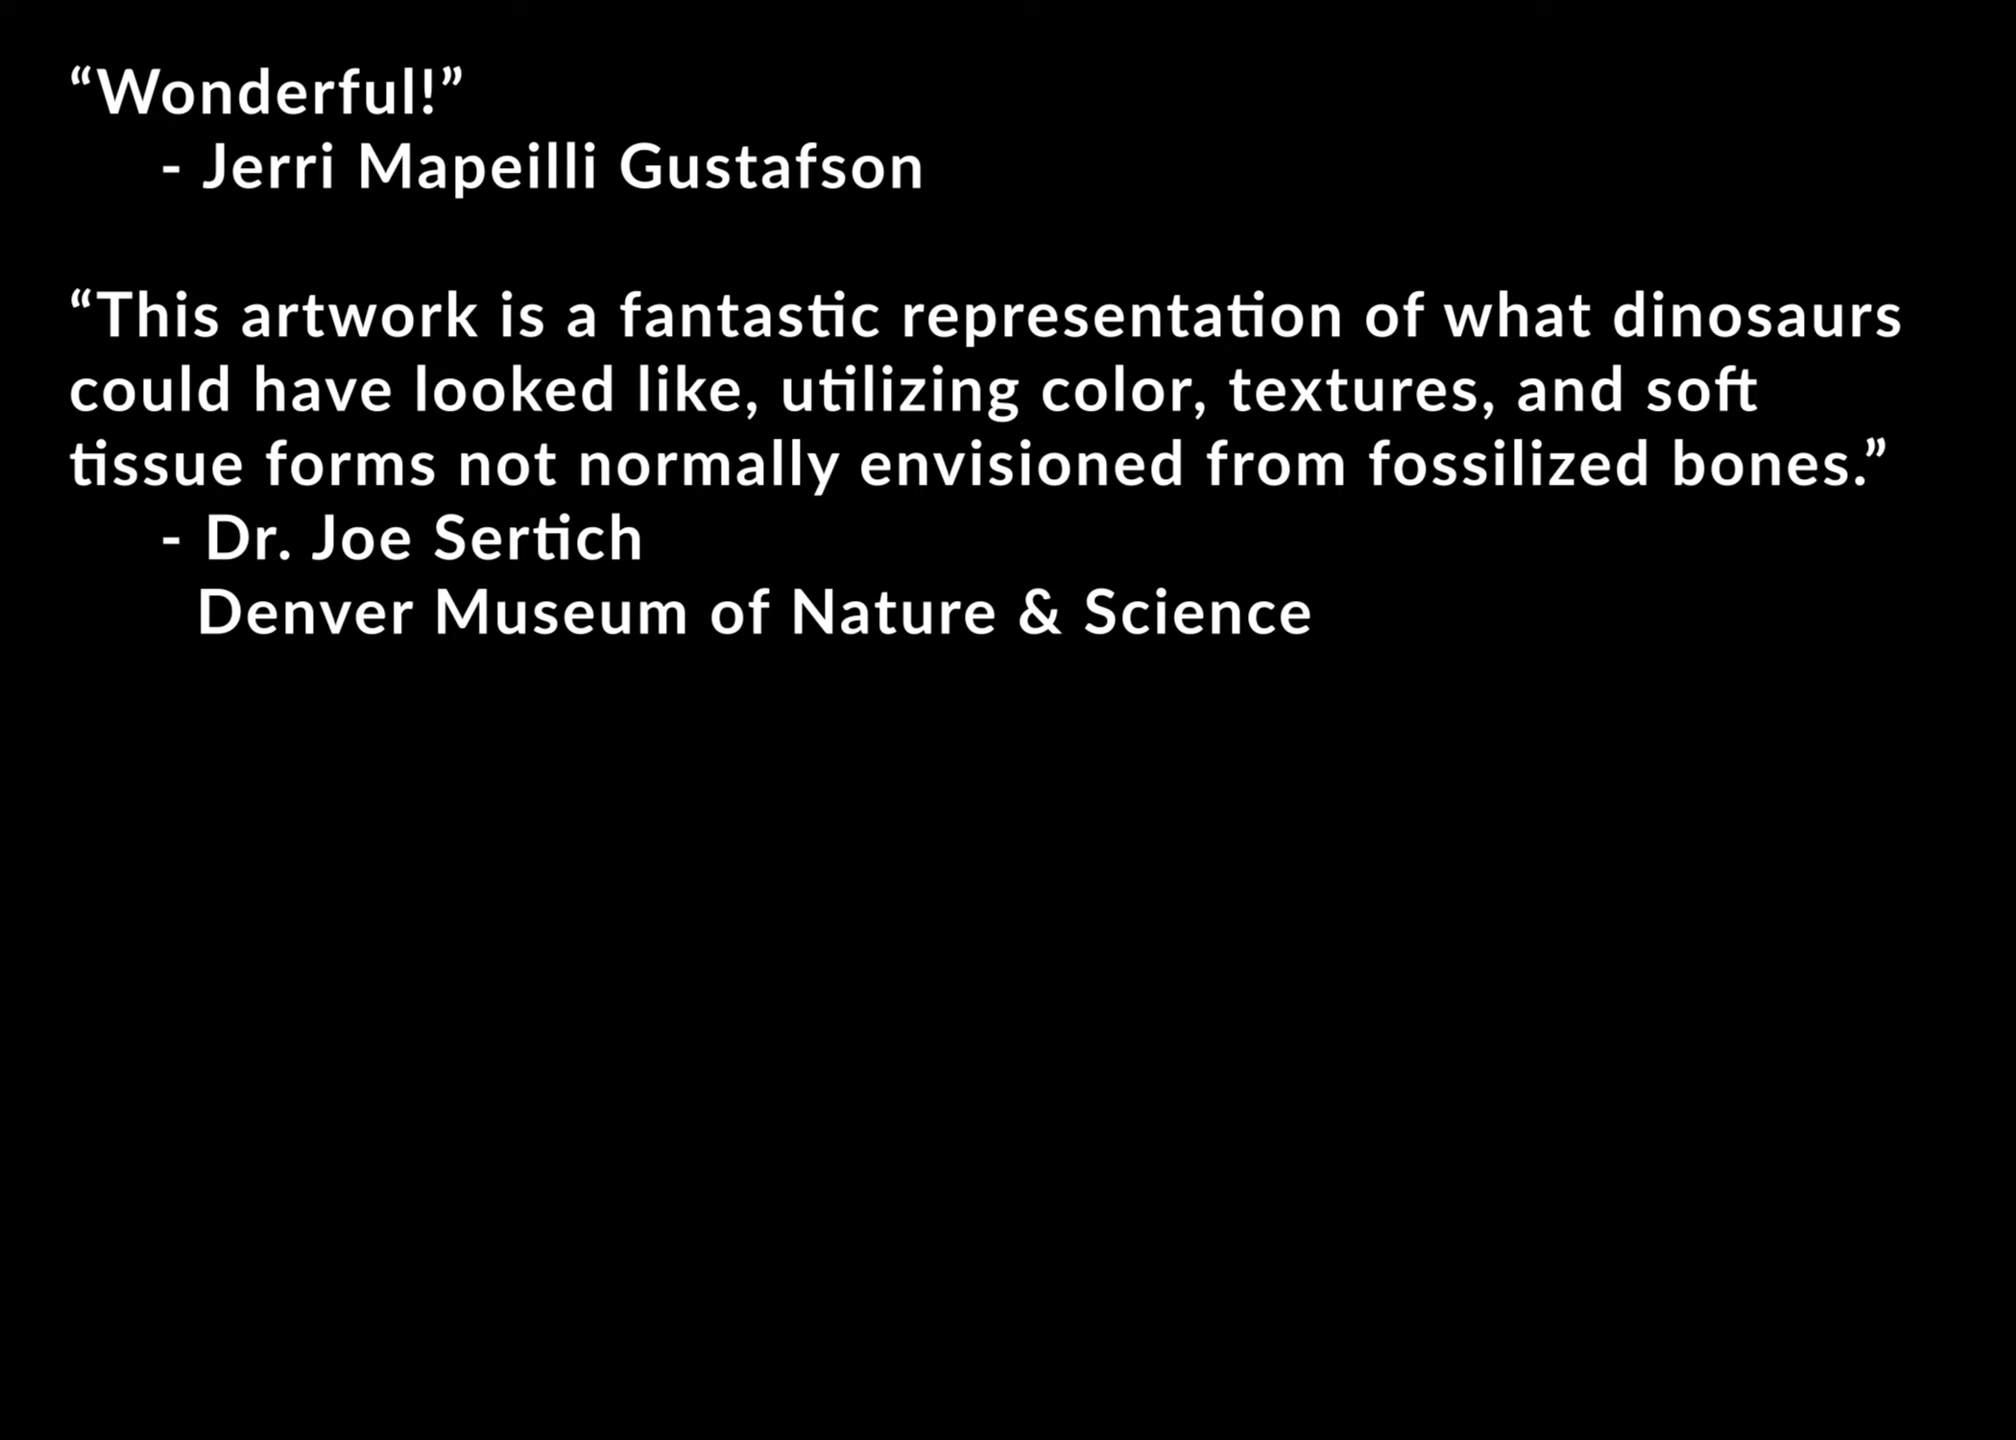 “Wonderful!”
- Jerri Mapeilli Gustafson
“This artwork is a fantastic representation of what dinosaurs
could have looked like, utilizing color, textures, and soft
tissue forms not normally envisioned from fossilized bones.”
- Dr. Joe Sertich
Denver Museum of Nature & Science